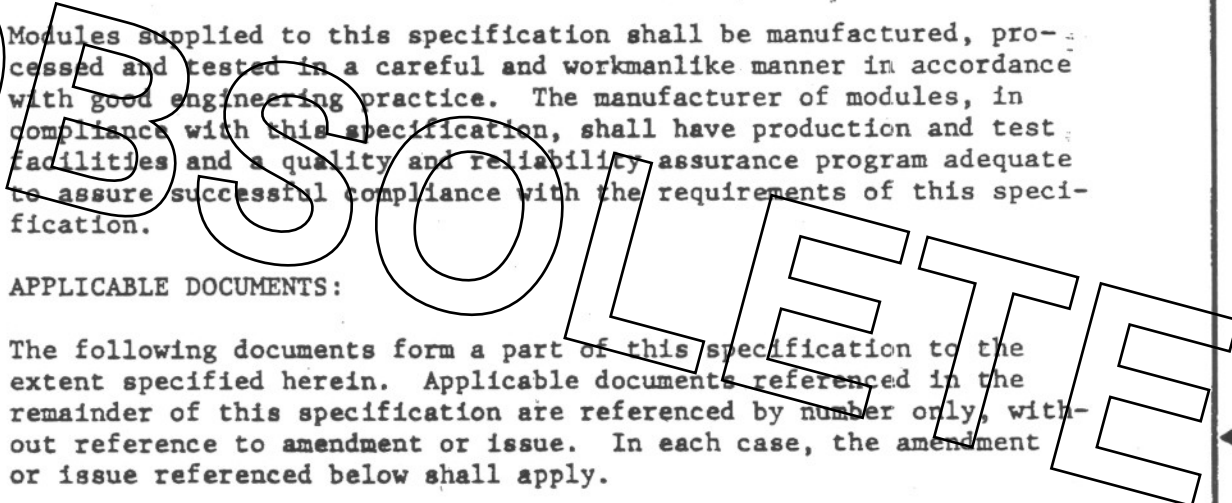 Modules supplied to this specification shall be manufactured, pro-
cessed and tested in a careful and workmanlike manner in accordance
with good engineering practice. The manufacturer of modules, in
compliance with this specification, shall have production and test
facilities and a quality and reliability assurance program adequate
to assure successful compliance with the requirements of this speci-
fication.
APPLICABLE DOCUMENTS:
The following documents form a part of this specification to the
extent specified herein. Applicable documents referenced in the
remainder of this specification are referenced by number only, with-
out reference to amendment or issue. In each case, the amendment
or issue referenced below shall apply.
BSOLETE